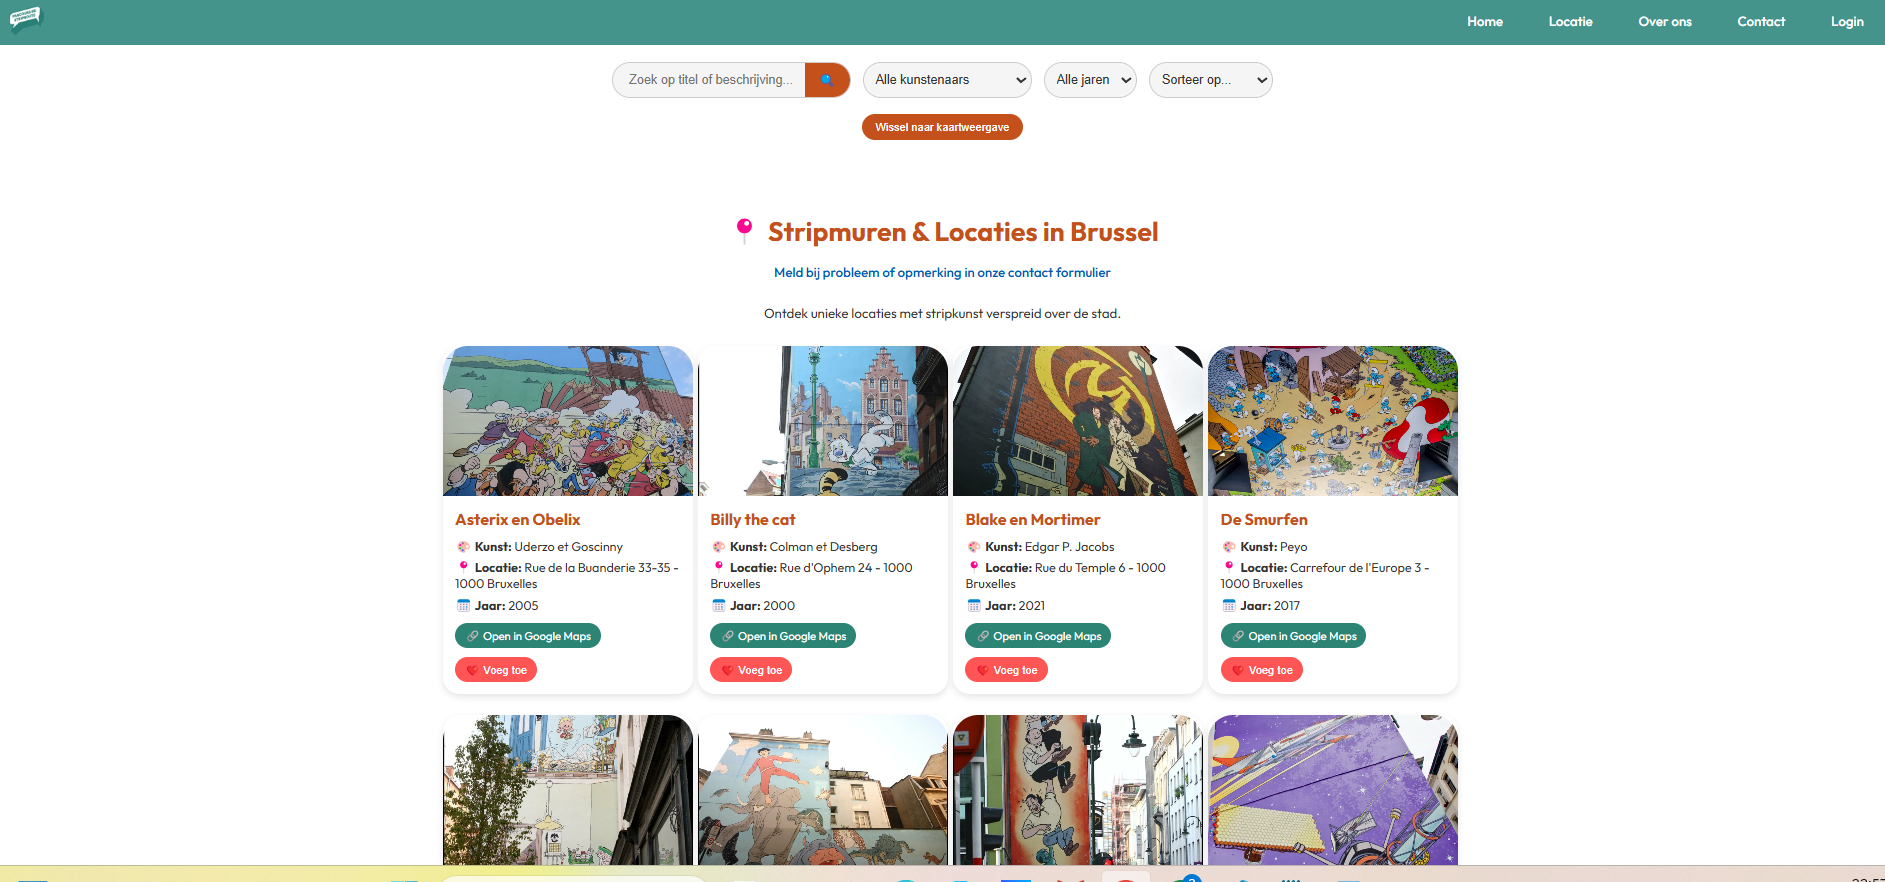 Home Locatie Over ons Contact Login
Zoek op titel of beschrijving... Alle kunstenaars Alle jaren Sorteer op...
Wissel naar kaartweergave
Stripmuren & Locaties in Brussel
Meld bij probleem of opmerking in onze contact formulier
Ontdek unieke locaties met stripkunst verspreid over de stad.
Asterix en Obelix
Kunst: Uderzo et Goscinny
Locatie: Rue de la Buanderie 33-35 -
1000 Bruxelles
Jaar: 2005
Open in Google Maps
Voeg toe
Billy the cat
Kunst: Colman et Desberg
Locatie: Rue d'Ophem 24 - 1000
Bruxelles
Jaar: 2000
Open in Google Maps
Voeg toe
Blake en Mortimer
Kunst: Edgar P. Jacobs
Locatie: Rue du Temple 6 - 1000
Bruxelles
Jaar: 2021
Open in Google Maps
Voeg toe
De Smurfen
Kunst: Peyo
Locatie: Carrefour de l'Europe 3 -
1000 Bruxelles
Jaar: 2017
Open in Google Maps
Voeg toe